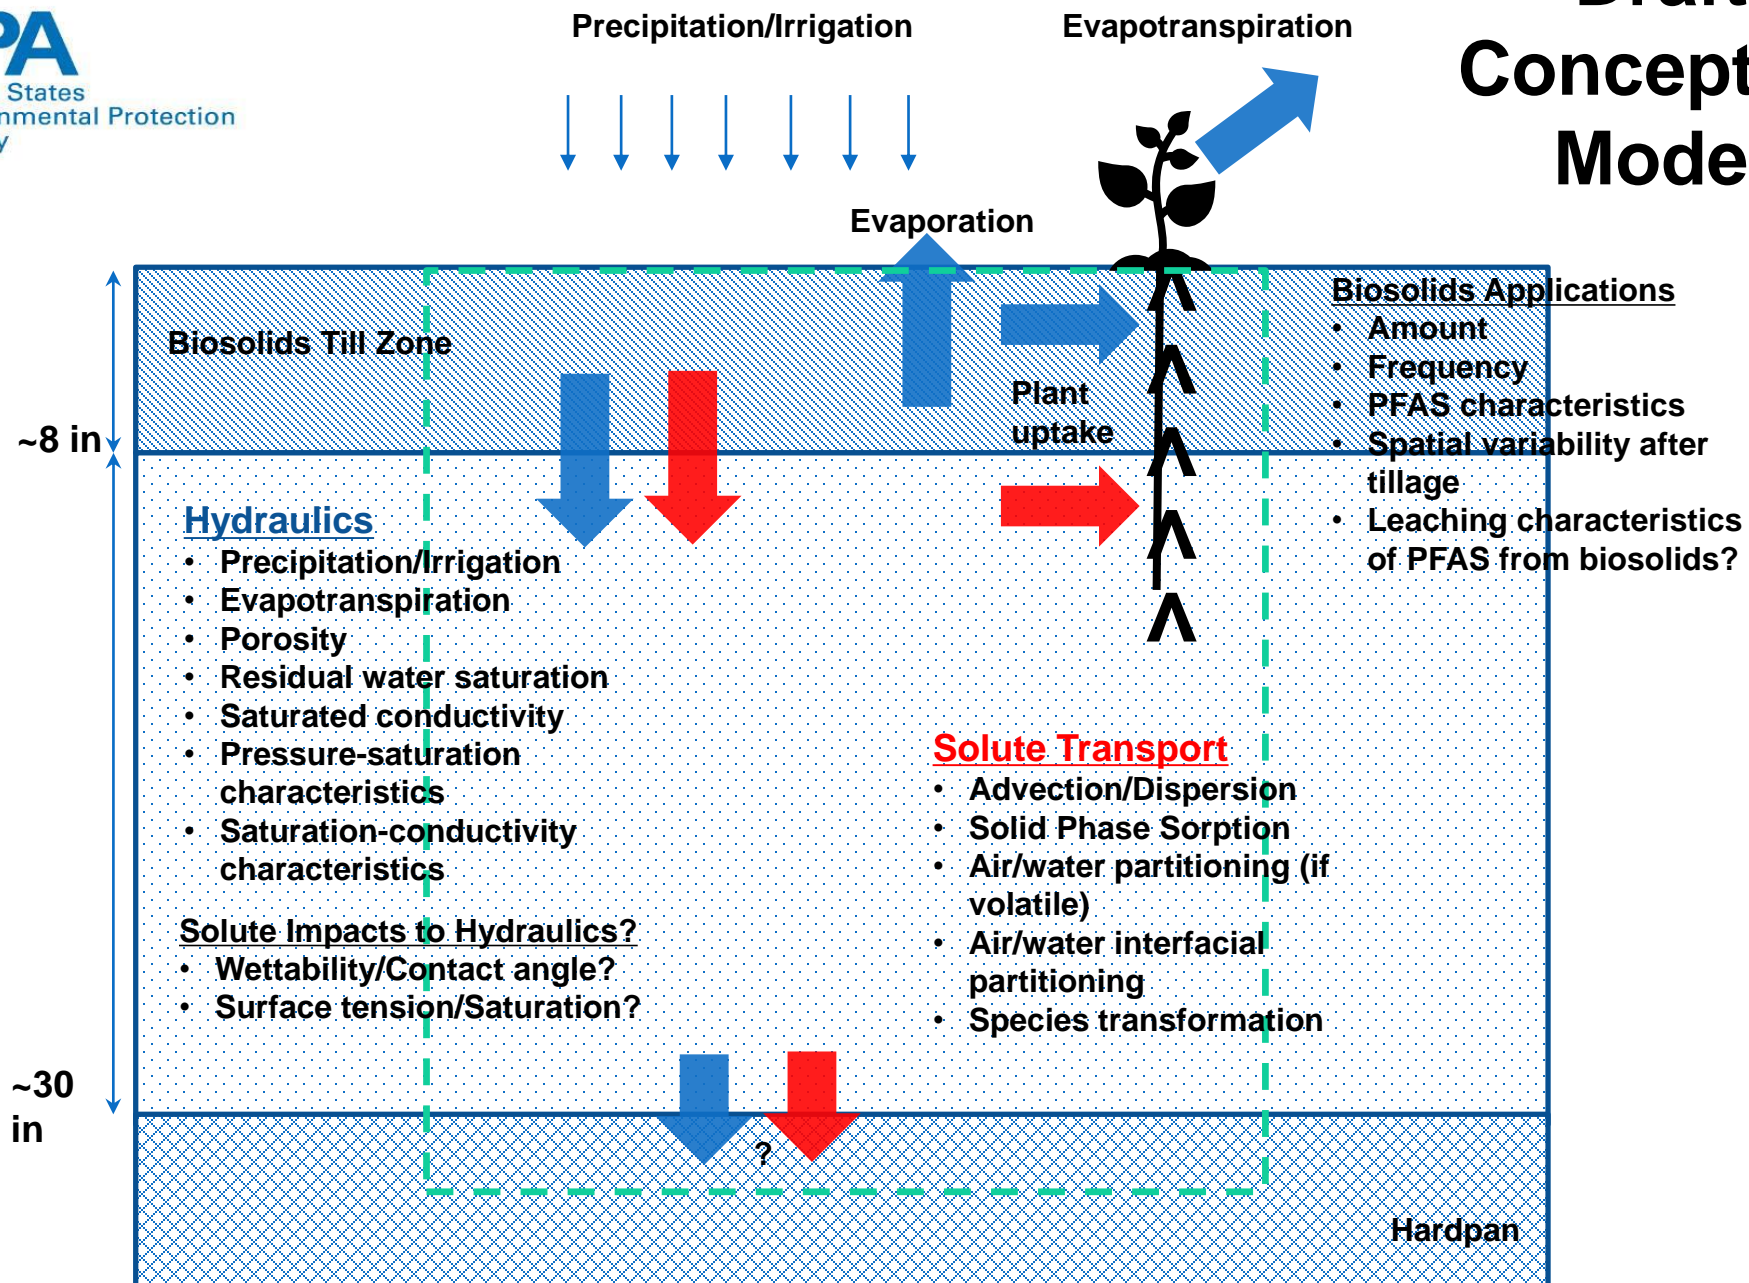 PA
States
nmental Protection
y
Draft
Concept
Mode
Precipitation/Irrigation
Evapotranspiration
Evaporation
Biosolids Till Zone
~8 in
Plant
uptake
Biosolids Applications
• Amount
• Frequency
• PFAS characteristics
• Spatial variability after
tillage
• Leaching characteristics
of PFAS from biosolids?
Hydraulics
• Precipitation/Irrigation
• Evapotranspiration
• Porosity
• Residual water saturation
• Saturated conductivity
• Pressure-saturation
characteristics
• Saturation-conductivity
characteristics
Solute Impacts to Hydraulics?
• Wettability/Contact angle?
• Surface tension/Saturation?
Solute Transport
• Advection/Dispersion
• Solid Phase Sorption
• Air/water partitioning (if
volatile)
• Air/water interfacial
partitioning
• Species transformation
~30
in
?
Hardpan